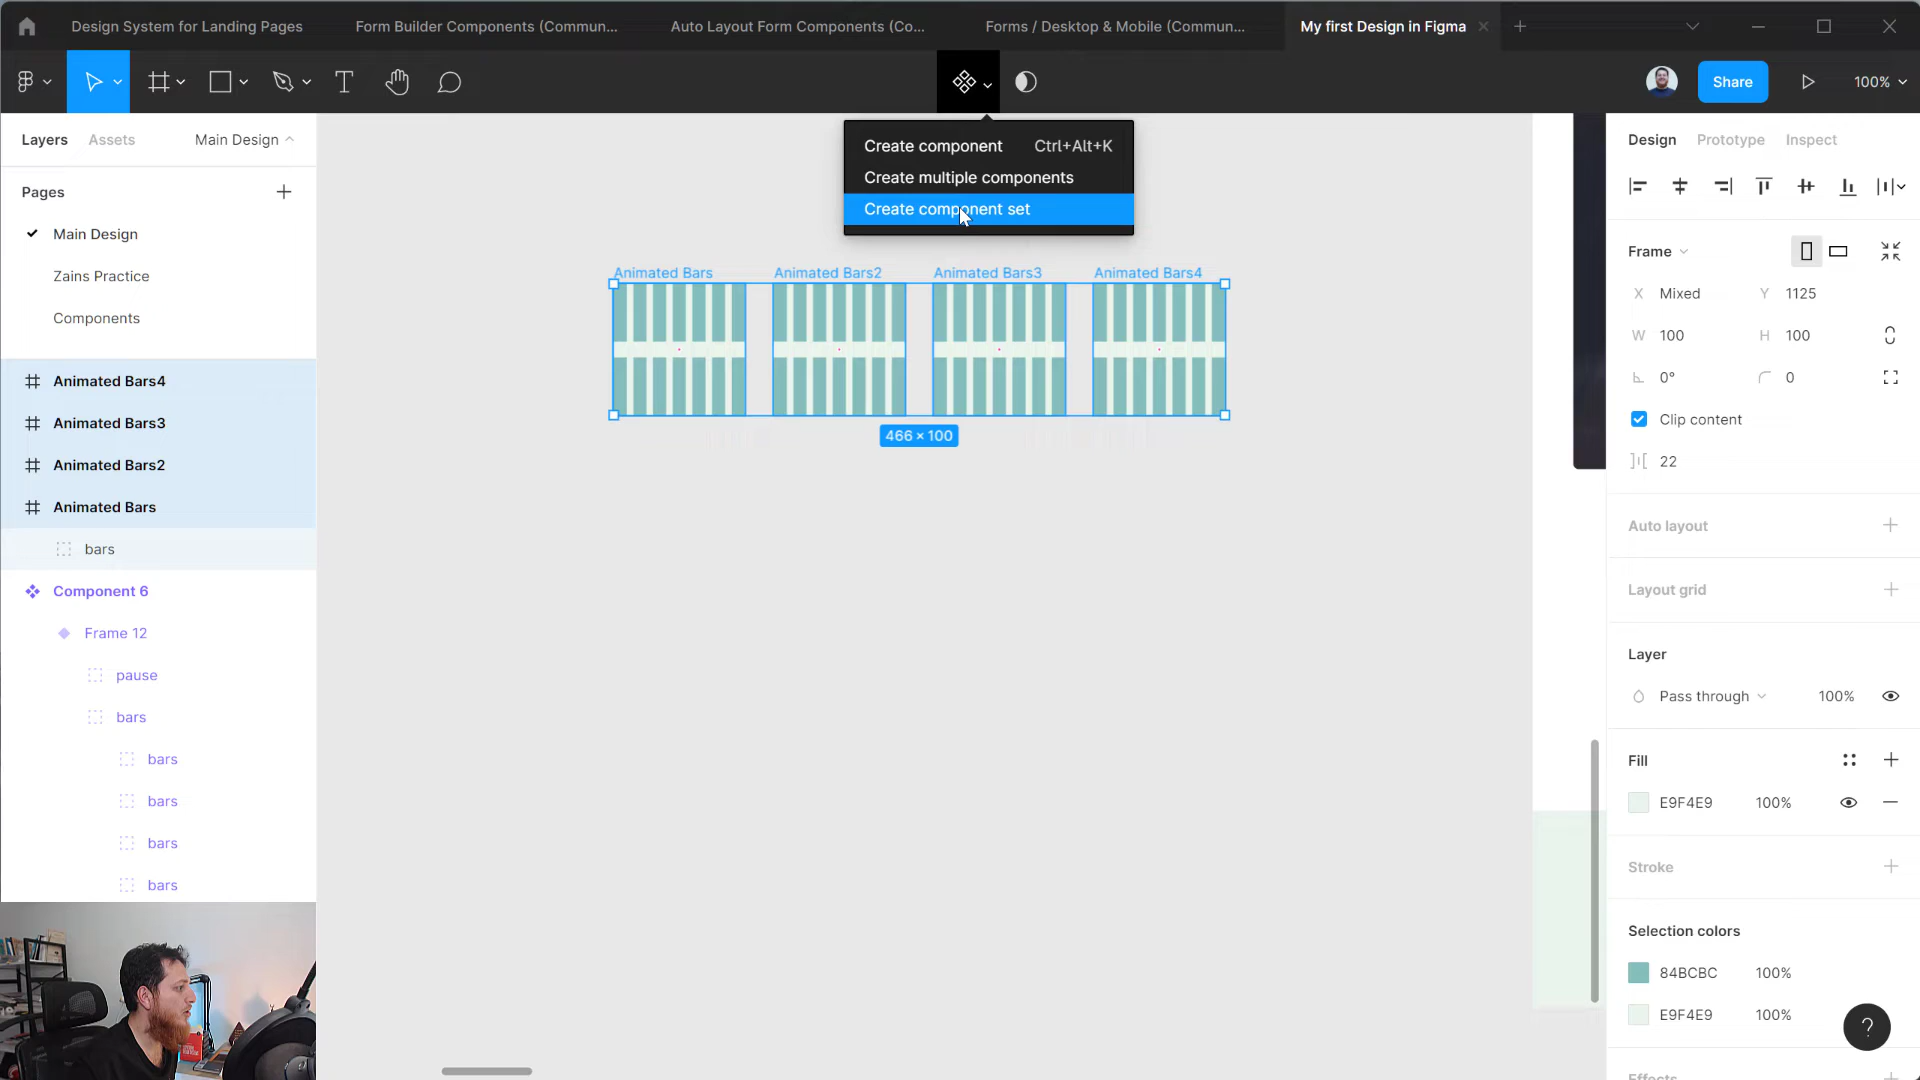 Design System for Landing Pages
Form Builder Components (Commun...
Auto Layout Form Components (Co...
Forms / Desktop & Mobile (Commun...
My first Design in Figma
Share
100%
Layers
Assets
Main Design
Create component
Ctrl+Alt+K
Create multiple components
Create component set
Design
Prototype
Inspect
Pages
Main Design
Zains Practice
Components
Animated Bars4
Animated Bars3
Animated Bars2
Animated Bars
bars
Component 6
Frame 12
pause
bars
bars
bars
bars
bars
Animated Bars
Animated Bars2
Animated Bars3
Animated Bars4
466 × 100
Frame
X Mixed
Y 1125
W 100
H 100
0°
0
Clip content
22
Auto layout
Layout grid
Layer
Pass through
100%
Fill
E9F4E9
100%
Stroke
Selection colors
84BCBC
100%
E9F4E9
100%
?
Effects